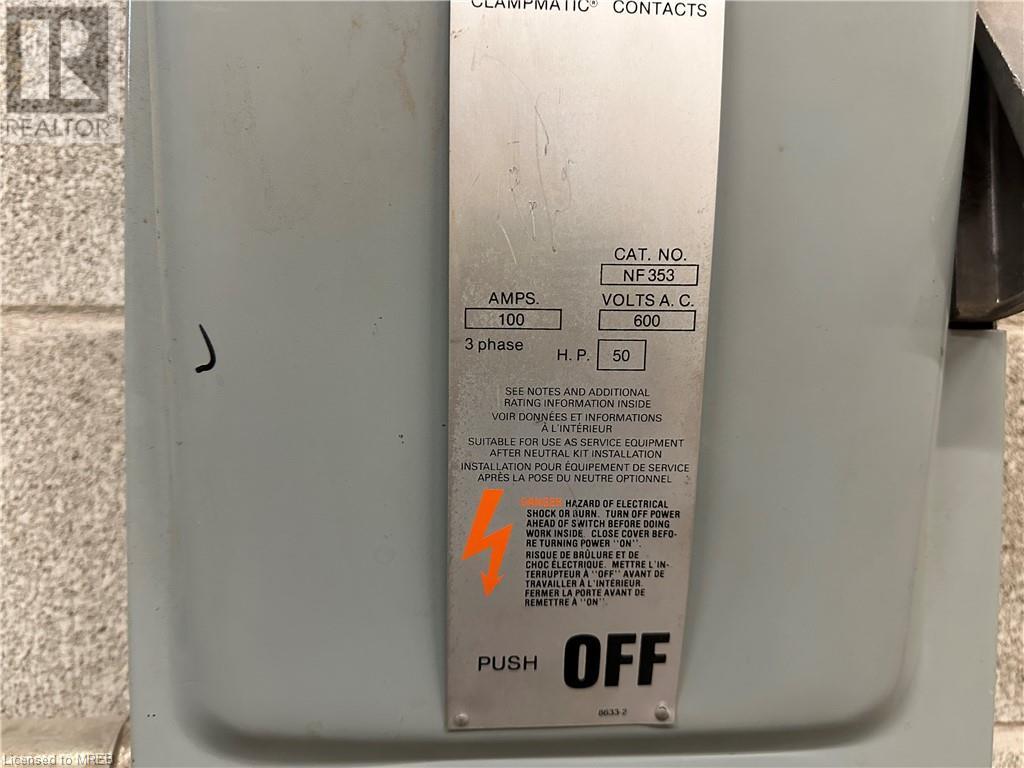 CLAMPMATIC® CONTACTS
REALTOR®
CAT. NO.
NF353
AMPS.
100
VOLTS A. C.
600
3 phase
H. P. 50
SEE NOTES AND ADDITIONAL
RATING INFORMATION INSIDE
VOIR DONNÉES ET INFORMATIONS
À L'INTÉRIEUR
SUITABLE FOR USE AS SERVICE EQUIPMENT
AFTER NEUTRAL KIT INSTALLATION
INSTALLATION POUR ÉQUIPEMENT DE SERVICE
APRÈS LA POSE DU NEUTRE OPTIONNEL
DANGER HAZARD OF ELECTRICAL
SHOCK OR BURN. TURN OFF POWER
AHEAD OF SWITCH BEFORE DOING
WORK INSIDE. CLOSE COVER BEFO-
RE TURNING POWER "ON".
RISQUE DE BRÛLURE ET DE
CHOC ÉLECTRIQUE. METTRE L'IN-
TERRUPTEUR À "OFF" AVANT DE
TRAVAILLER À L'INTÉRIEUR.
FERMER LA PORTE AVANT DE
REMETTRE À "ON".
PUSH OFF
8633-2
Licensed to MREB